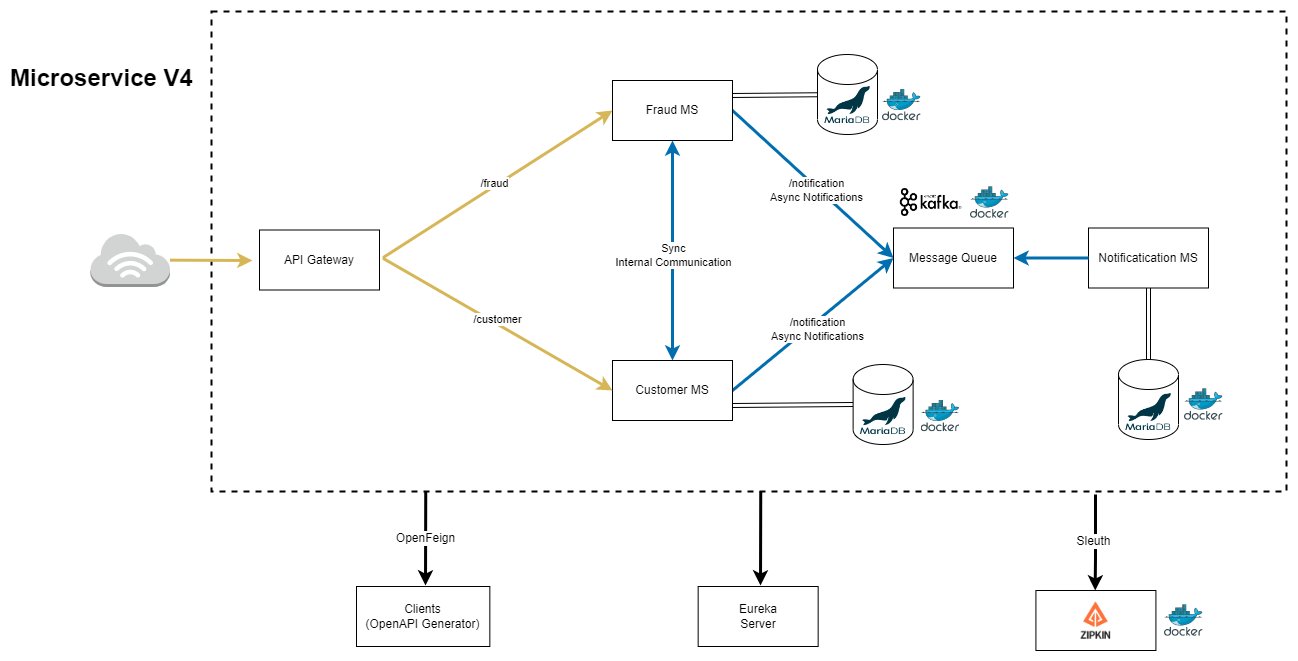 Microservice V4
Fraud MS
MariaDB
docker
/fraud
/notification
Async Notifications
kafka
docker
API Gateway
Sync
Internal Communication
Message Queue
Notificatication MS
/customer
/notification
Async Notifications
Customer MS
MariaDB
docker
MariaDB
docker
OpenFeign
Sleuth
Clients
(OpenAPI Generator)
Eureka
Server
ZIPKIN
docker